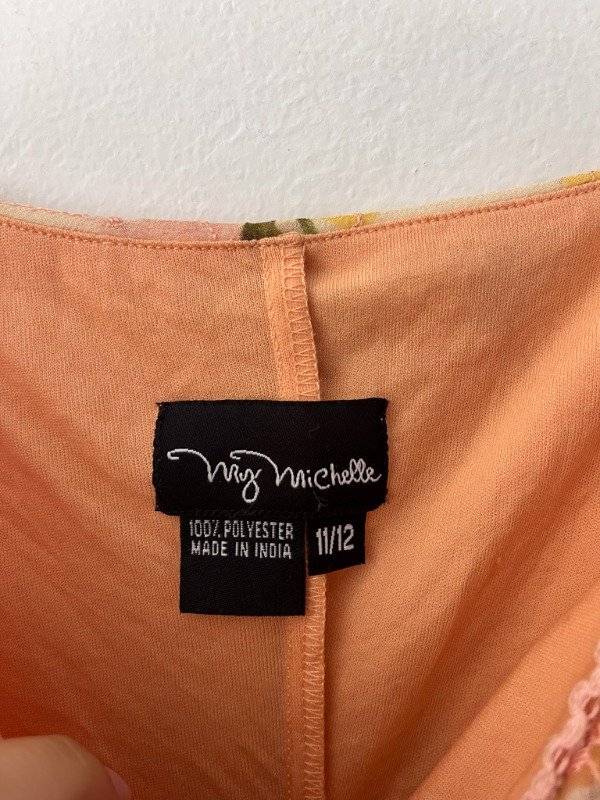 My Michelle
100% POLYESTER
MADE IN INDIA
11/12